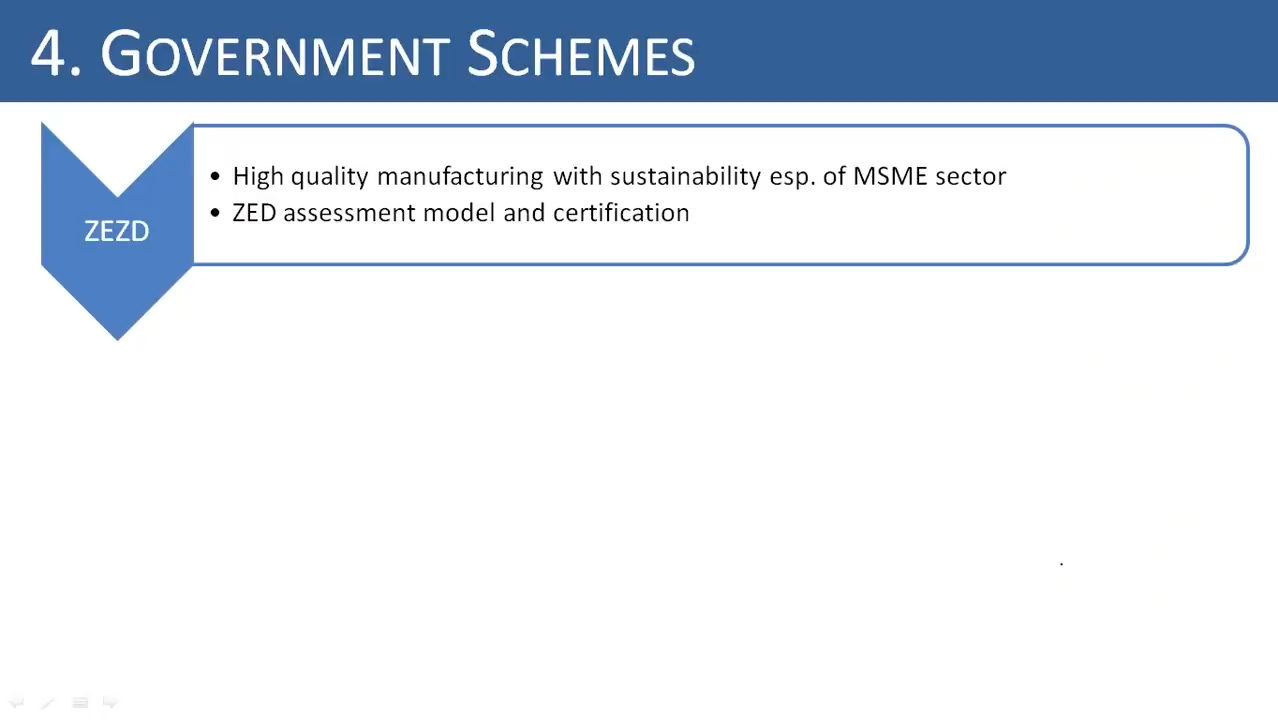 4. GOVERNMENT SCHEMES
ZEZD
• High quality manufacturing with sustainability esp. of MSME sector
• ZED assessment model and certification